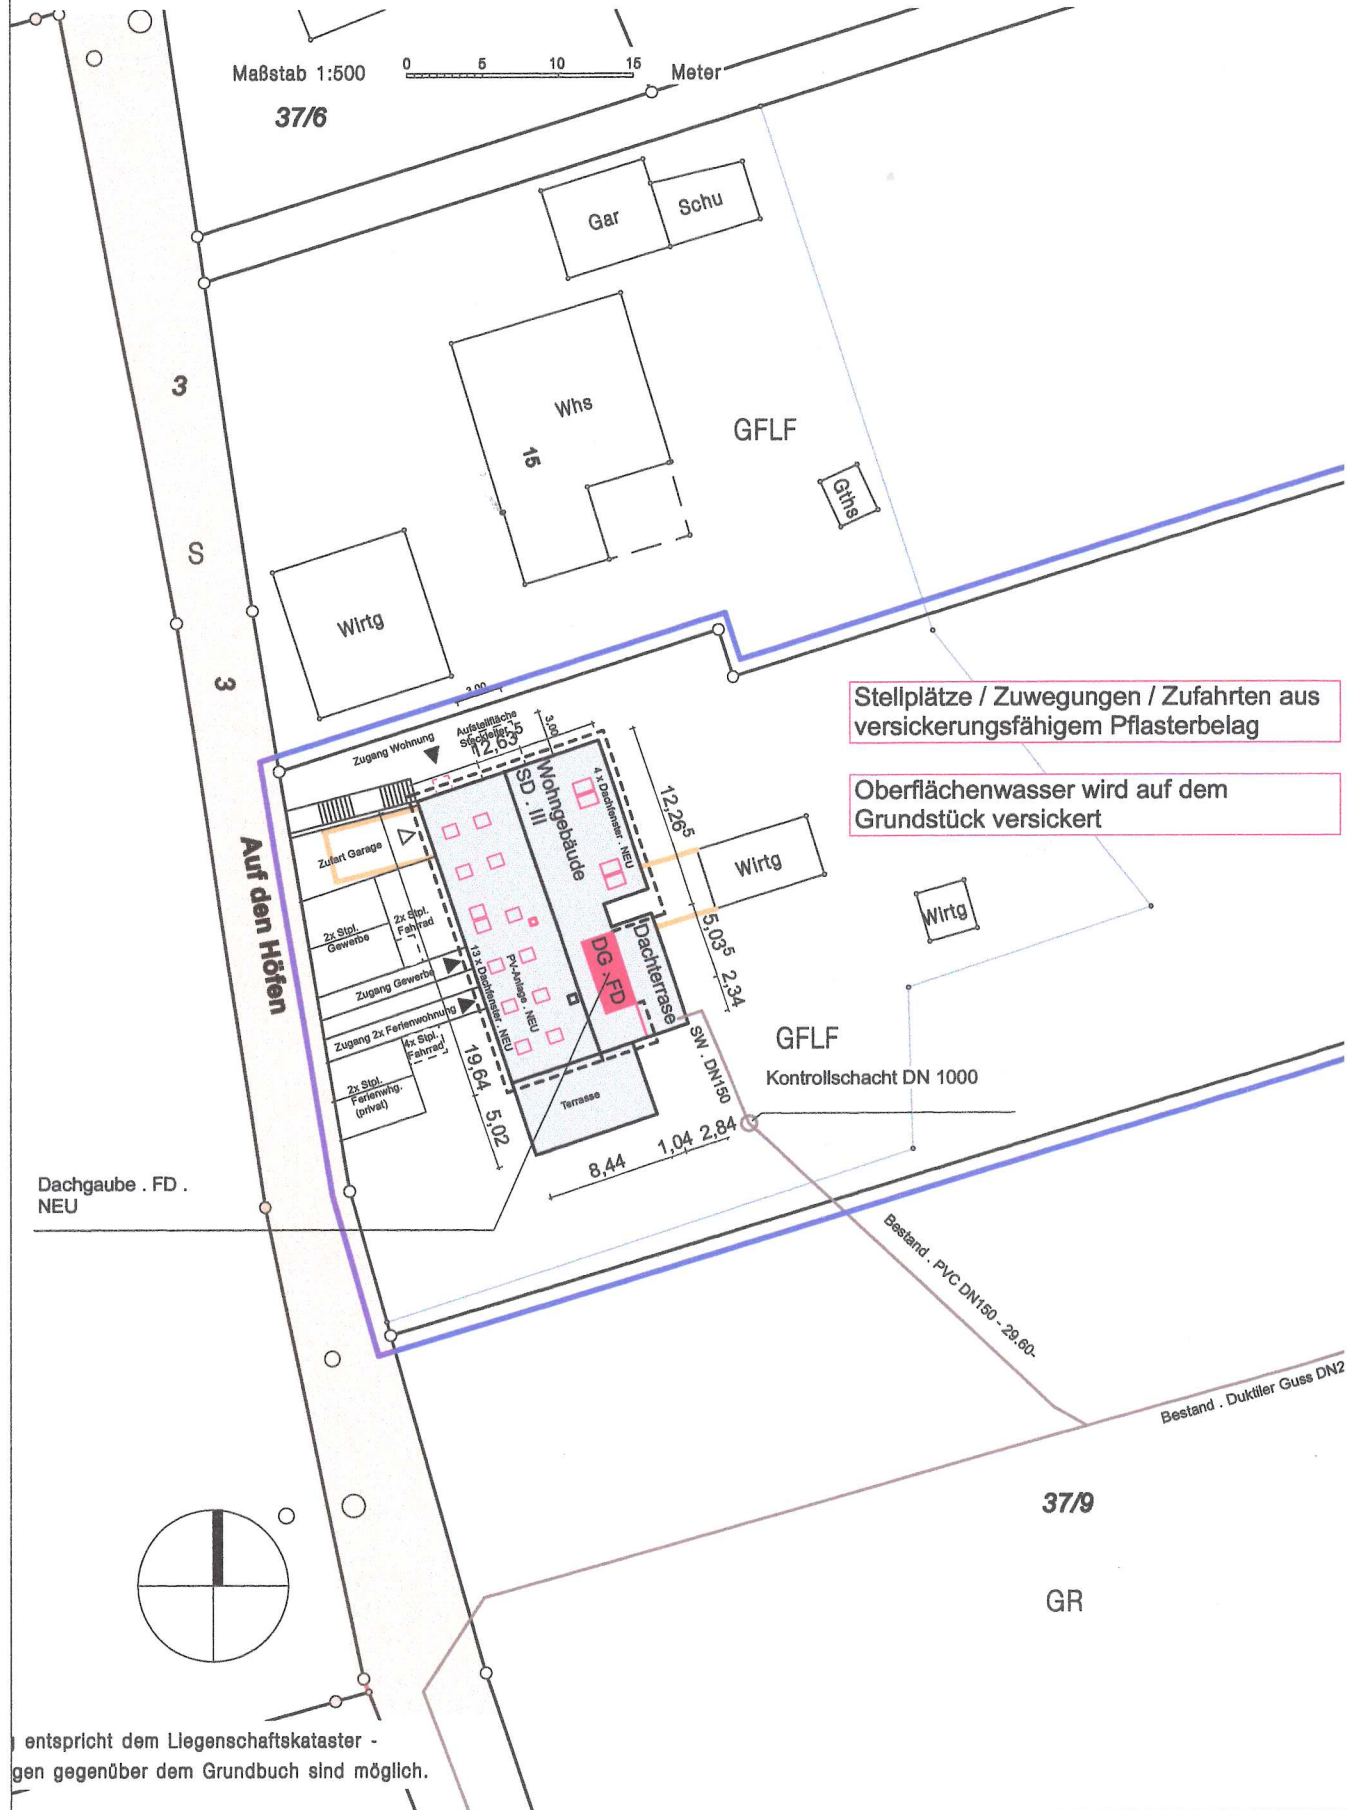 Maßstab 1:500
0 5 10 15 Meter
37/6
Gar
Schu
3
Whs
15
GFLF
Gths
S
Wirtg
3
Stellplätze / Zuwegungen / Zufahrten aus
versickerungsfähigem Pflasterbelag
Oberflächenwasser wird auf dem
Grundstück versickert
3,00
Aufstellfläche
Steckleiter
12,63⁵
3,00
Zugang Wohnung
Wohngebäude
SD . III
4 x Dachfenster . NEU
12,26⁵
Wirtg
Wirtg
Zufart Garage
Auf den Höfen
2x Stpl.
Gewerbe
2x Stpl.
Fahrrad
Zugang Gewerbe
Zugang 2x Ferienwohnung
4x Stpl.
Fahrrad
2x Stpl.
Ferienwhg.
(privat)
13 x Dachfenster . NEU
PV-Anlage . NEU
DG . FD
Dachterrasse
5,03⁵
2,34
19,64
5,02
Terrasse
SW . DN150
GFLF
Kontrollschacht DN 1000
8,44
1,04
2,84
Dachgaube . FD .
NEU
Bestand . PVC DN150 - 29.60-
Bestand . Duktiler Guss DN2
37/9
GR
entspricht dem Liegenschaftskataster -
gen gegenüber dem Grundbuch sind möglich.